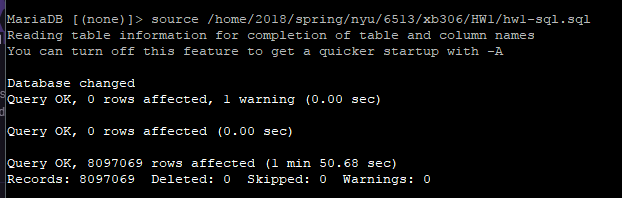 MariaDB [(none)]> source /home/2018/spring/nyu/6513/xb306/HW1/hw1-sql.sql
Reading table information for completion of table and column names
You can turn off this feature to get a quicker startup with -A
Database changed
Query OK, 0 rows affected, 1 warning (0.00 sec)
Query OK, 0 rows affected (0.00 sec)
Query OK, 8097069 rows affected (1 min 50.68 sec)
Records: 8097069  Deleted: 0  Skipped: 0  Warnings: 0